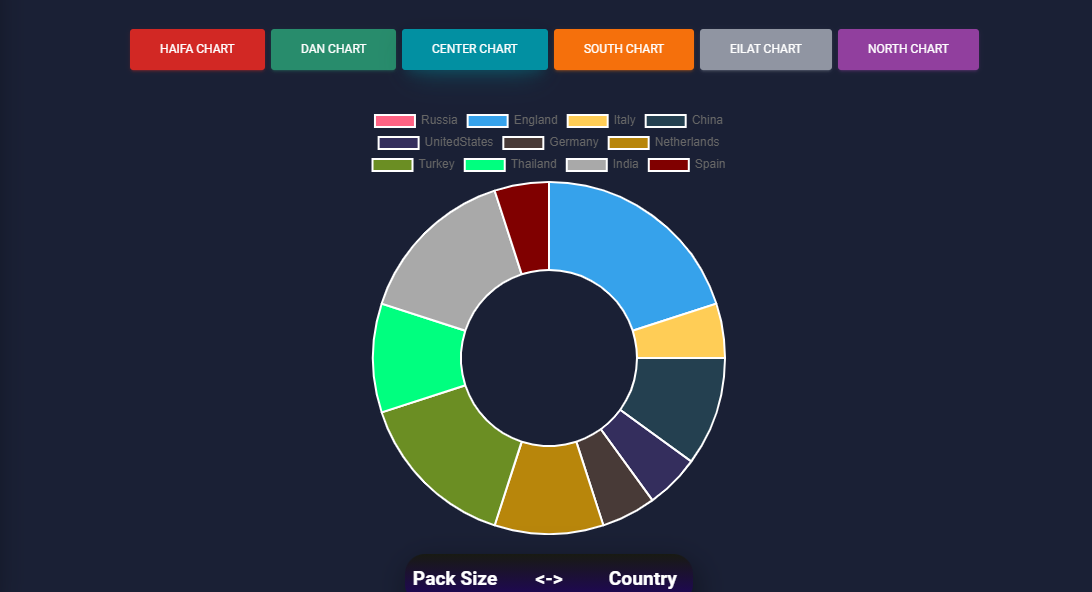 HAIFA CHART DAN CHART CENTER CHART SOUTH CHART EILAT CHART NORTH CHART
Russia England Italy China
UnitedStates Germany Netherlands
Turkey Thailand India Spain
Pack Size <-> Country